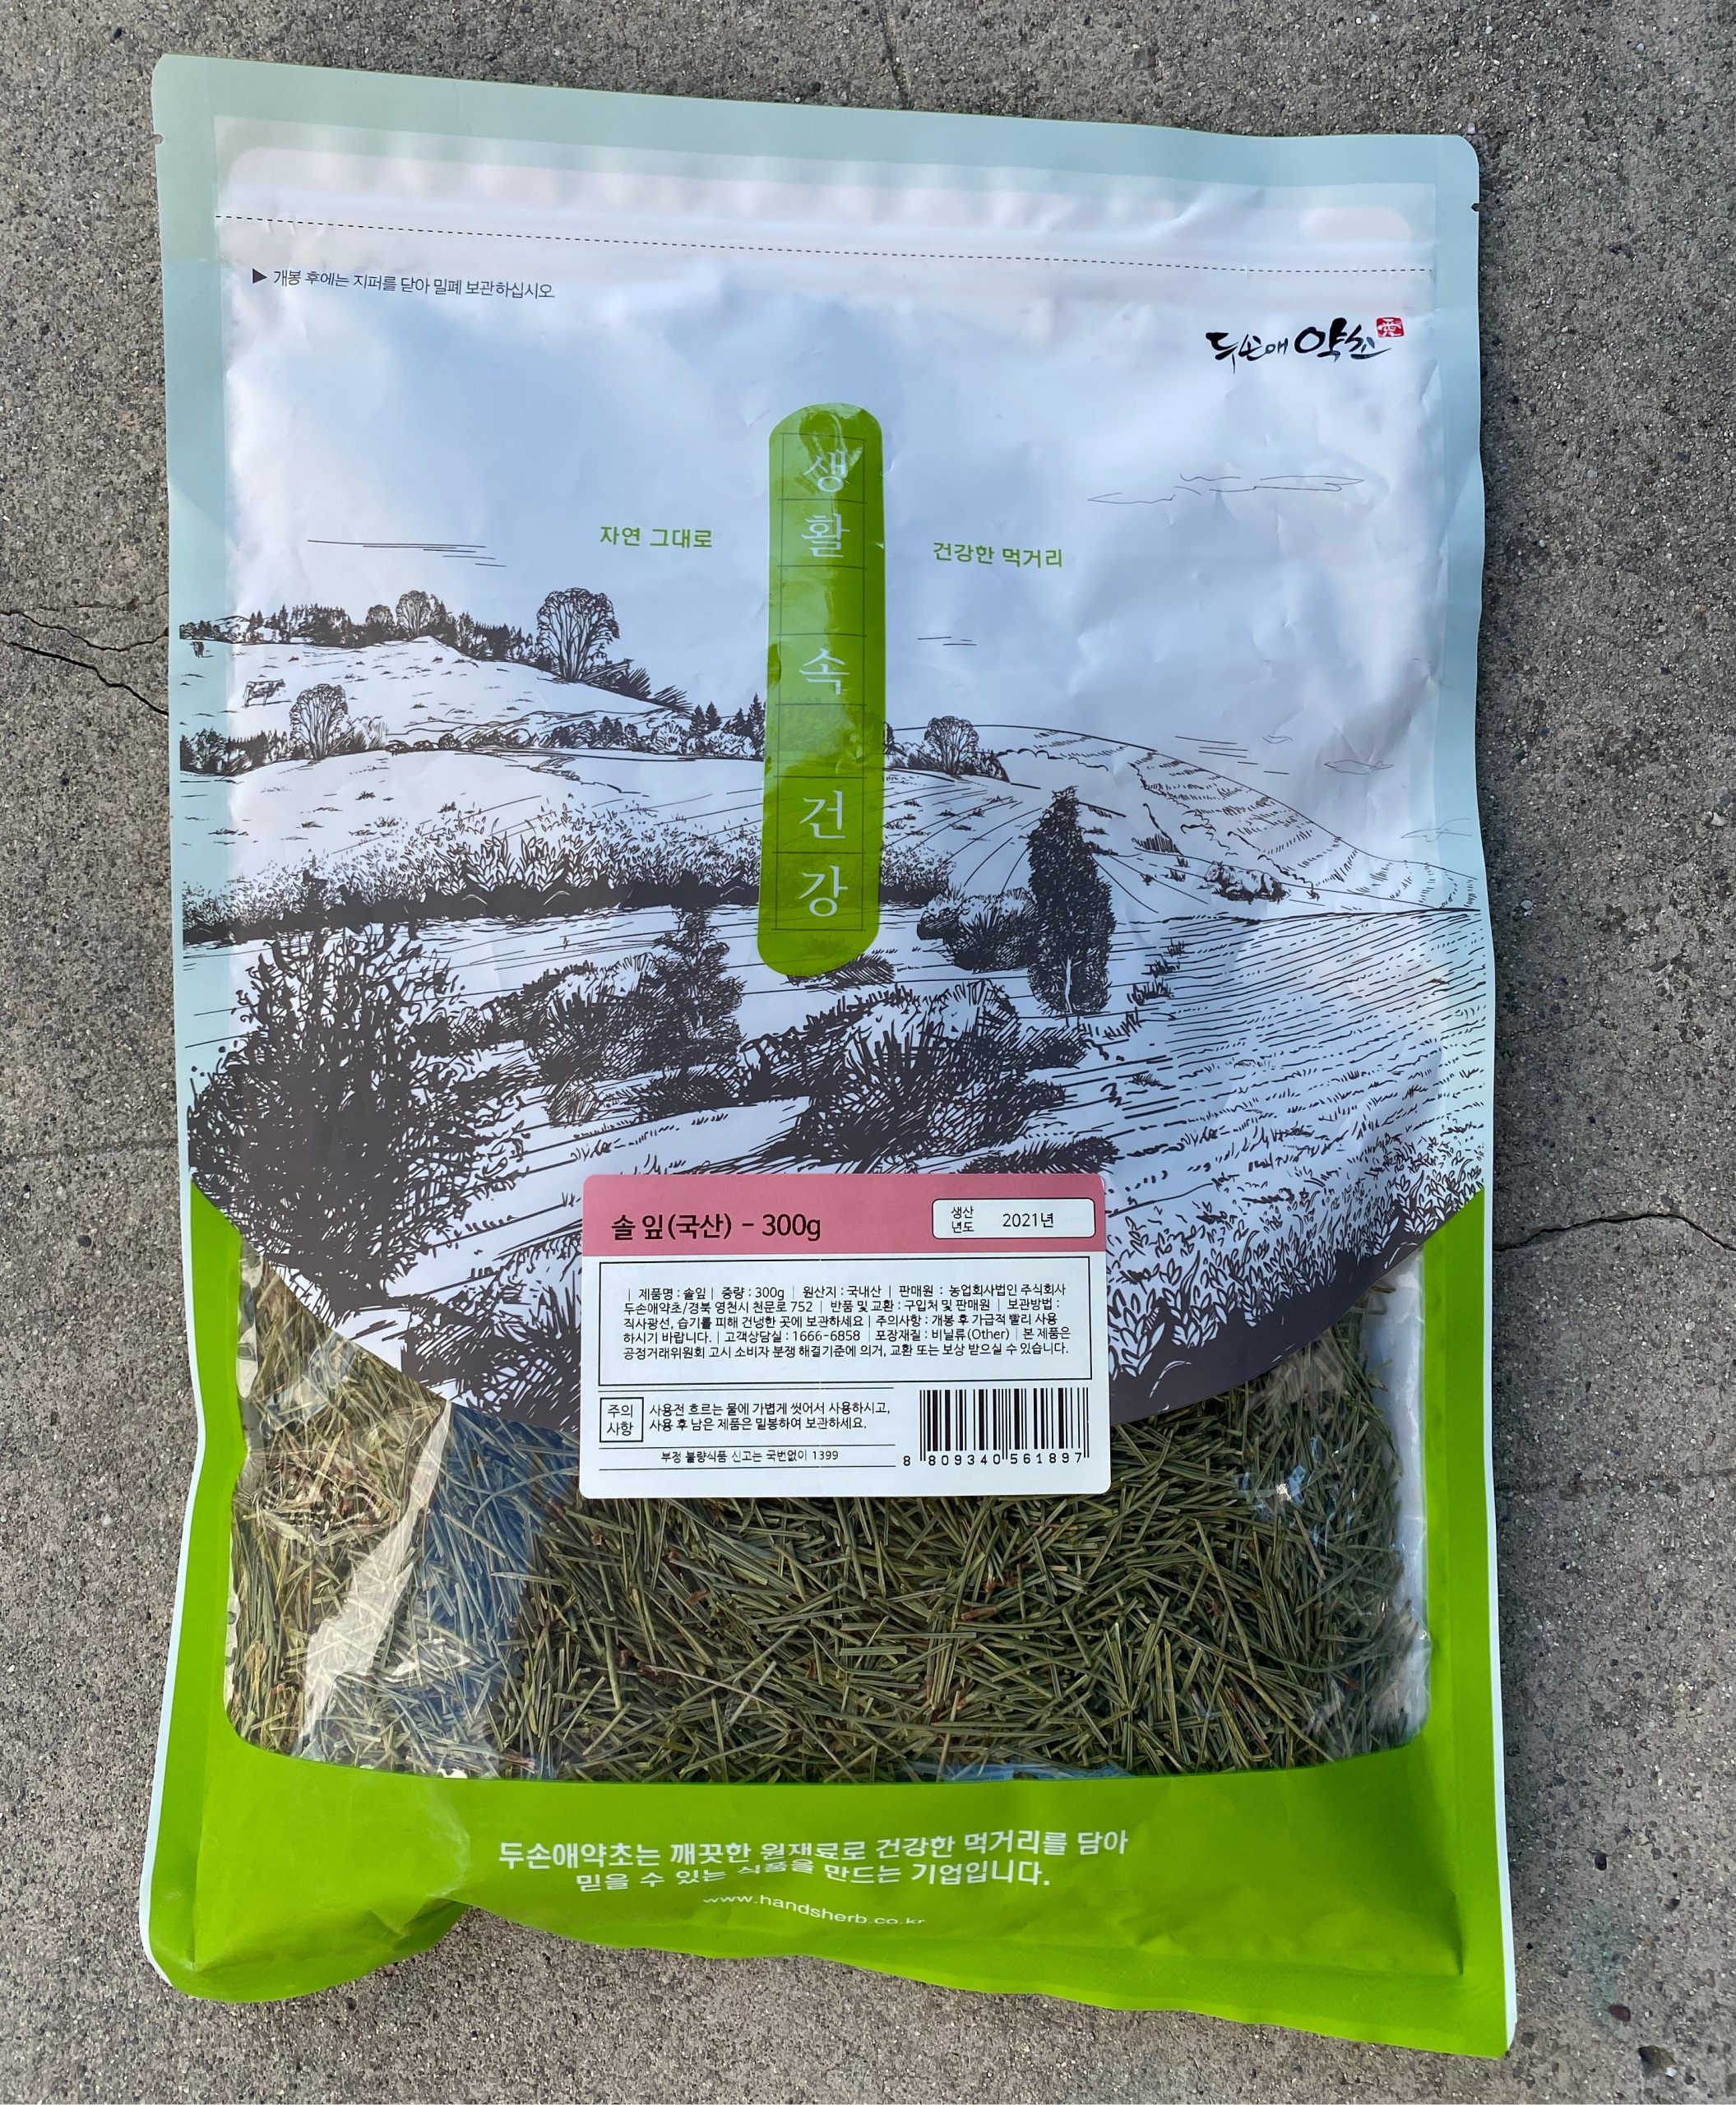 ▶ 개봉 후에는 지퍼를 닫아 밀폐 보관하십시오
두손애 약초
자연 그대로
생활 속 건강
건강한 먹거리
솔 잎(국산) - 300g
생산
년도
2021년
| 제품명 : 솔잎 | 중량 : 300g | 원산지 : 국내산 | 판매원 : 농업회사법인 주식회사
두손애약초/경북 영천시 천문로 752 | 반품 및 교환 : 구입처 및 판매원 | 보관방법 :
직사광선, 습기를 피해 건냉한 곳에 보관하세요 | 주의사항 : 개봉 후 가급적 빨리 사용
하시기 바랍니다. | 고객상담실 : 1666-6858 | 포장재질 : 비닐류(Other) | 본 제품은
공정거래위원회 고시 소비자 분쟁 해결기준에 의거, 교환 또는 보상 받으실 수 있습니다.
주의
사항
사용전 흐르는 물에 가볍게 씻어서 사용하시고,
사용 후 남은 제품은 밀봉하여 보관하세요.
부정 불량식품 신고는 국번없이 1399
8 809340 561897
두손애약초는 깨끗한 원재료로 건강한 먹거리를 담아
믿을 수 있는 식품을 만드는 기업입니다.
www.handsherb.co.kr